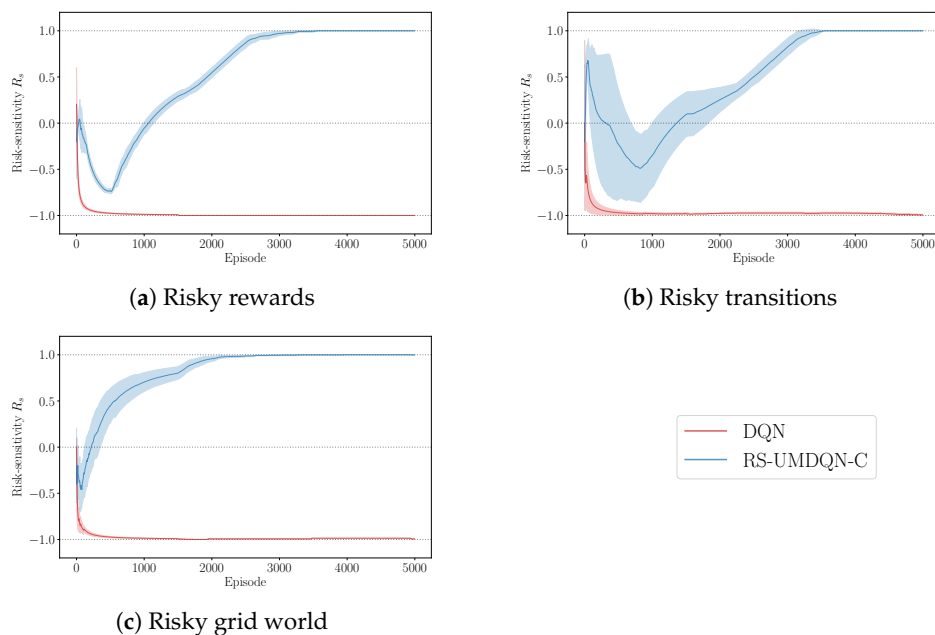 1.0
0.5
0.0
−0.5
−1.0
Risk-sensitivity Rs
0 1000 2000 3000 4000 5000
Episode
(a) Risky rewards
1.0
0.5
0.0
−0.5
−1.0
Risk-sensitivity Rs
0 1000 2000 3000 4000 5000
Episode
(b) Risky transitions
1.0
0.5
0.0
−0.5
−1.0
Risk-sensitivity Rs
0 1000 2000 3000 4000 5000
Episode
(c) Risky grid world
DQN
RS-UMDQN-C